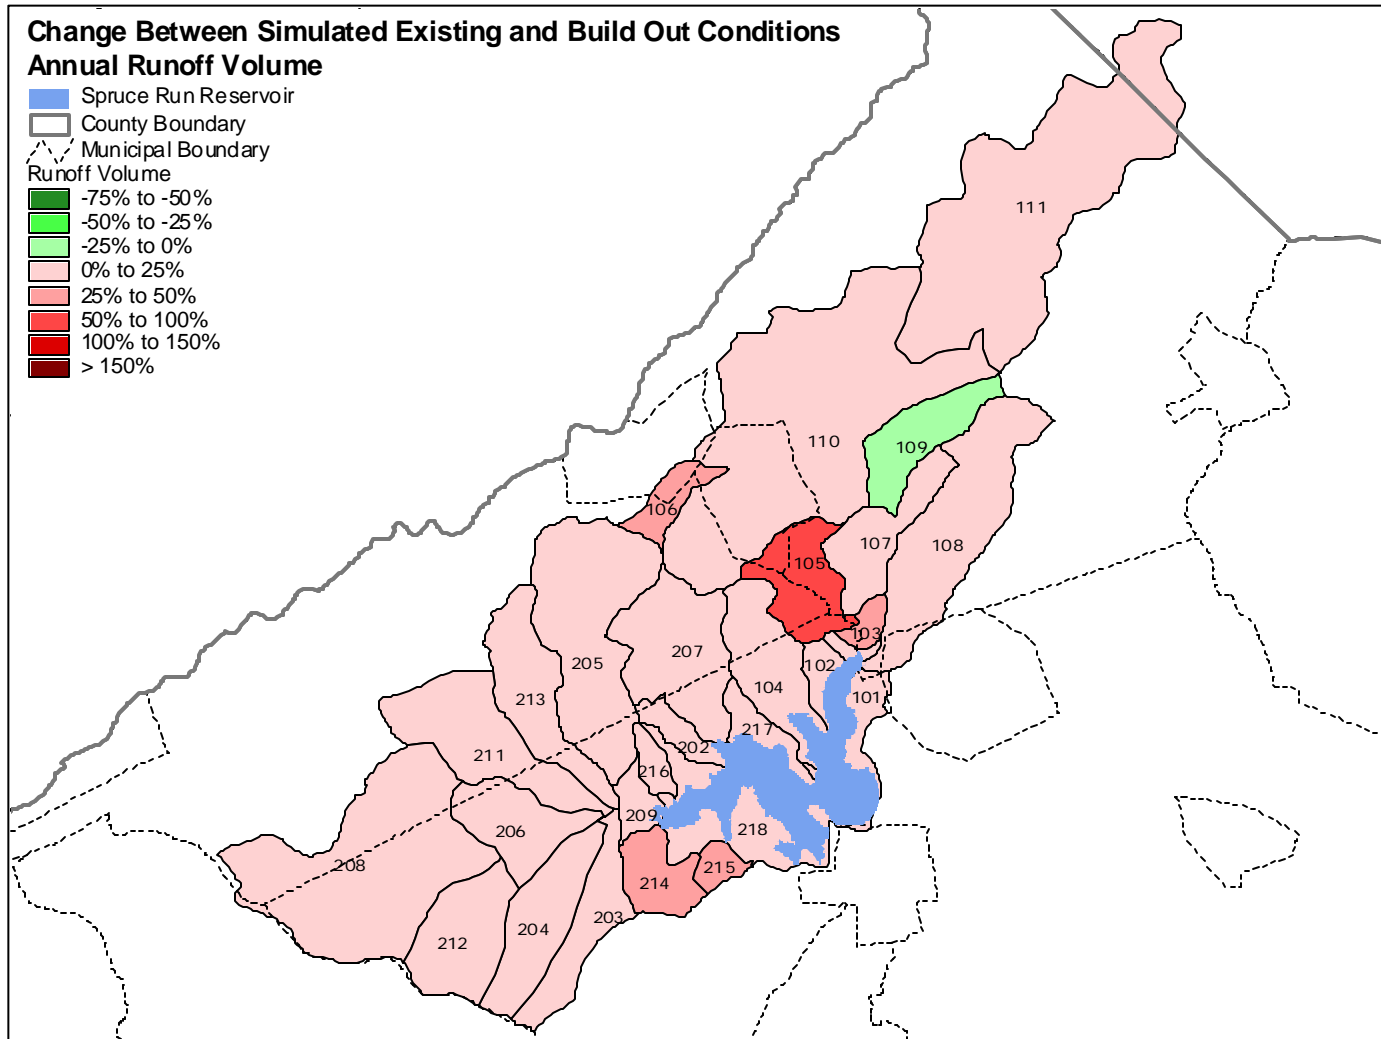 Change Between Simulated Existing and Build Out Conditions
Annual Runoff Volume
Spruce Run Reservoir
County Boundary
Municipal Boundary
Runoff Volume
-75% to -50%
-50% to -25%
-25% to 0%
0% to 25%
25% to 50%
50% to 100%
100% to 150%
> 150%
111
110
109
106
107
108
105
103
205
207
102
104
101
213
217
211
202
216
209
206
218
208
215
214
203
204
212